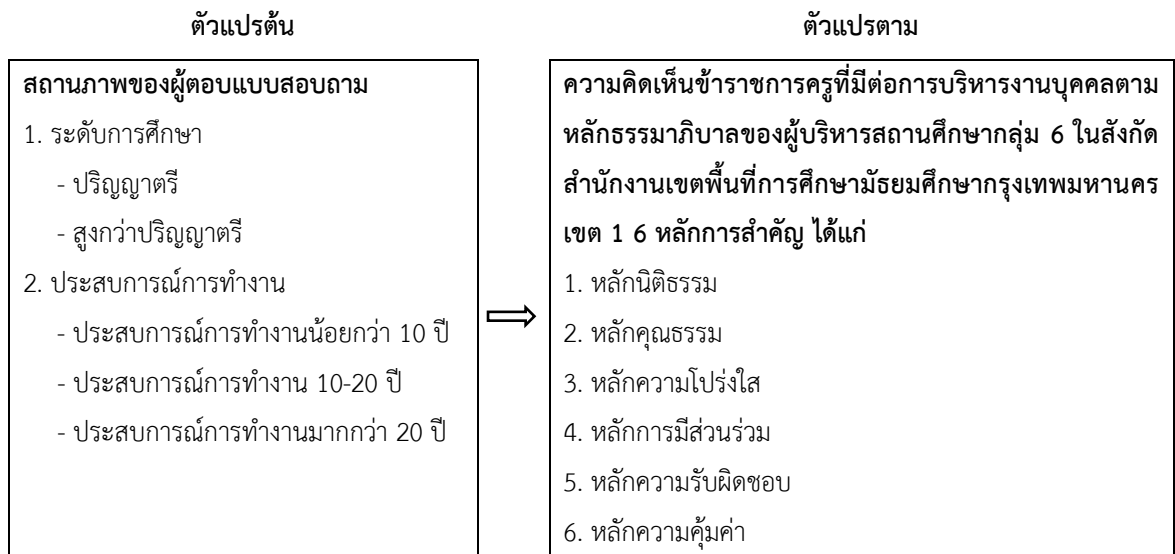 ตัวแปรต้น
ตัวแปรตาม
สถานภาพของผู้ตอบแบบสอบถาม
1. ระดับการศึกษา
- ปริญญาตรี
- สูงกว่าปริญญาตรี
2. ประสบการณ์การทำงาน
- ประสบการณ์การทำงานน้อยกว่า 10 ปี
- ประสบการณ์การทำงาน 10-20 ปี
- ประสบการณ์การทำงานมากกว่า 20 ปี
ความคิดเห็นข้าราชการครูที่มีต่อการบริหารงานบุคคลตาม
หลักธรรมาภิบาลของผู้บริหารสถานศึกษากลุ่ม 6 ในสังกัด
สำนักงานเขตพื้นที่การศึกษามัธยมศึกษากรุงเทพมหานคร
เขต 1 6 หลักการสำคัญ ได้แก่
1. หลักนิติธรรม
2. หลักคุณธรรม
3. หลักความโปร่งใส
4. หลักการมีส่วนร่วม
5. หลักความรับผิดชอบ
6. หลักความคุ้มค่า